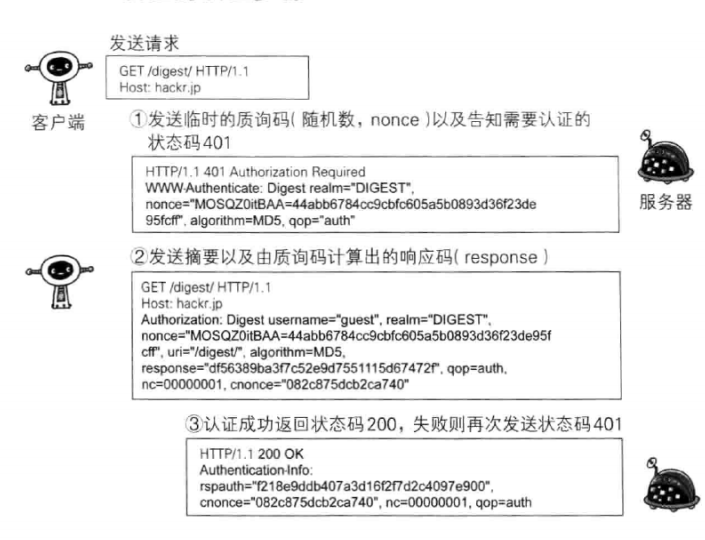 发送请求
GET /digest/ HTTP/1.1
Host: hackr.jp
客户端
①发送临时的质询码(随机数，nonce)以及告知需要认证的
状态码401
HTTP/1.1 401 Authorization Required
WWW-Authenticate: Digest realm="DIGEST",
nonce="MOSQZ0itBAA=44abb6784cc9cbfc605a5b0893d36f23de
95fcff", algorithm=MD5, qop="auth"
服务器
②发送摘要以及由质询码计算出的响应码(response)
GET /digest/ HTTP/1.1
Host: hackr.jp
Authorization: Digest username="guest", realm="DIGEST",
nonce="MOSQZ0itBAA=44abb6784cc9cbfc605a5b0893d36f23de95f
cff", uri="/digest/", algorithm=MD5,
response="df56389ba3f7c52e9d7551115d67472f", qop=auth,
nc=00000001, cnonce="082c875dcb2ca740"
③认证成功返回状态码200，失败则再次发送状态码401
HTTP/1.1 200 OK
Authentication-Info:
rspauth="f218e9ddb407a3d16f2f7d2c4097e900",
cnonce="082c875dcb2ca740", nc=00000001, qop=auth